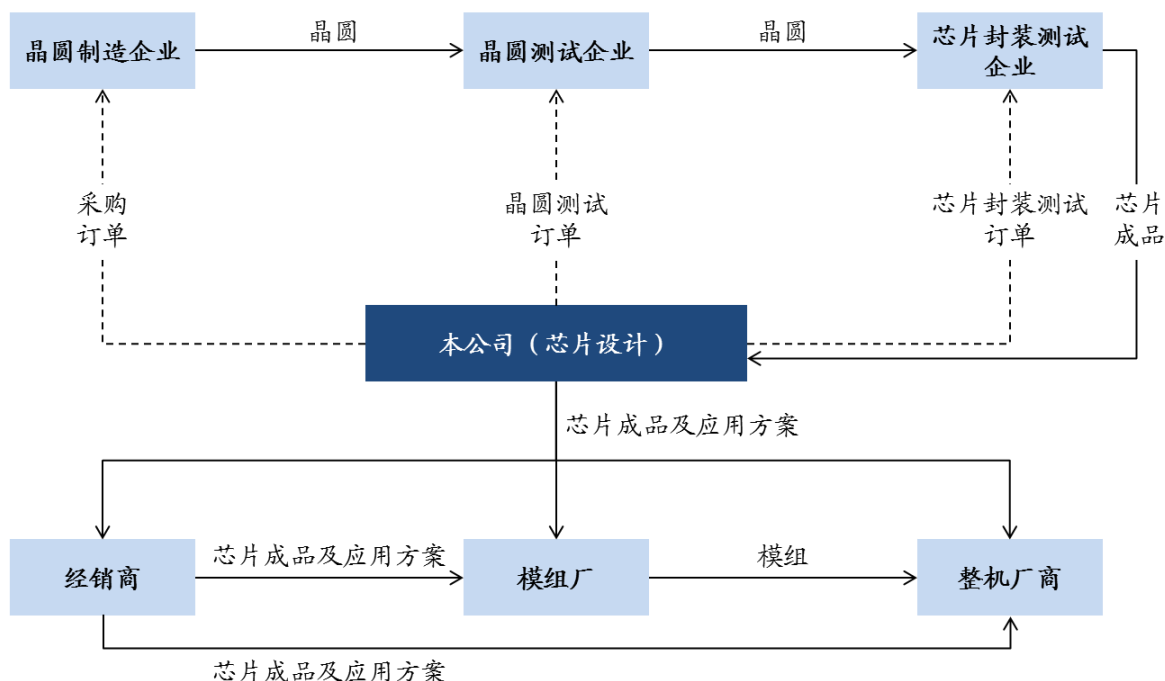 晶圆制造企业
晶圆
晶圆测试企业
晶圆
芯片封装测试
企业
采购
订单
晶圆测试
订单
芯片封装测试
订单
芯片
成品
本公司（芯片设计）
芯片成品及应用方案
经销商
芯片成品及应用方案
模组厂
模组
整机厂商
芯片成品及应用方案